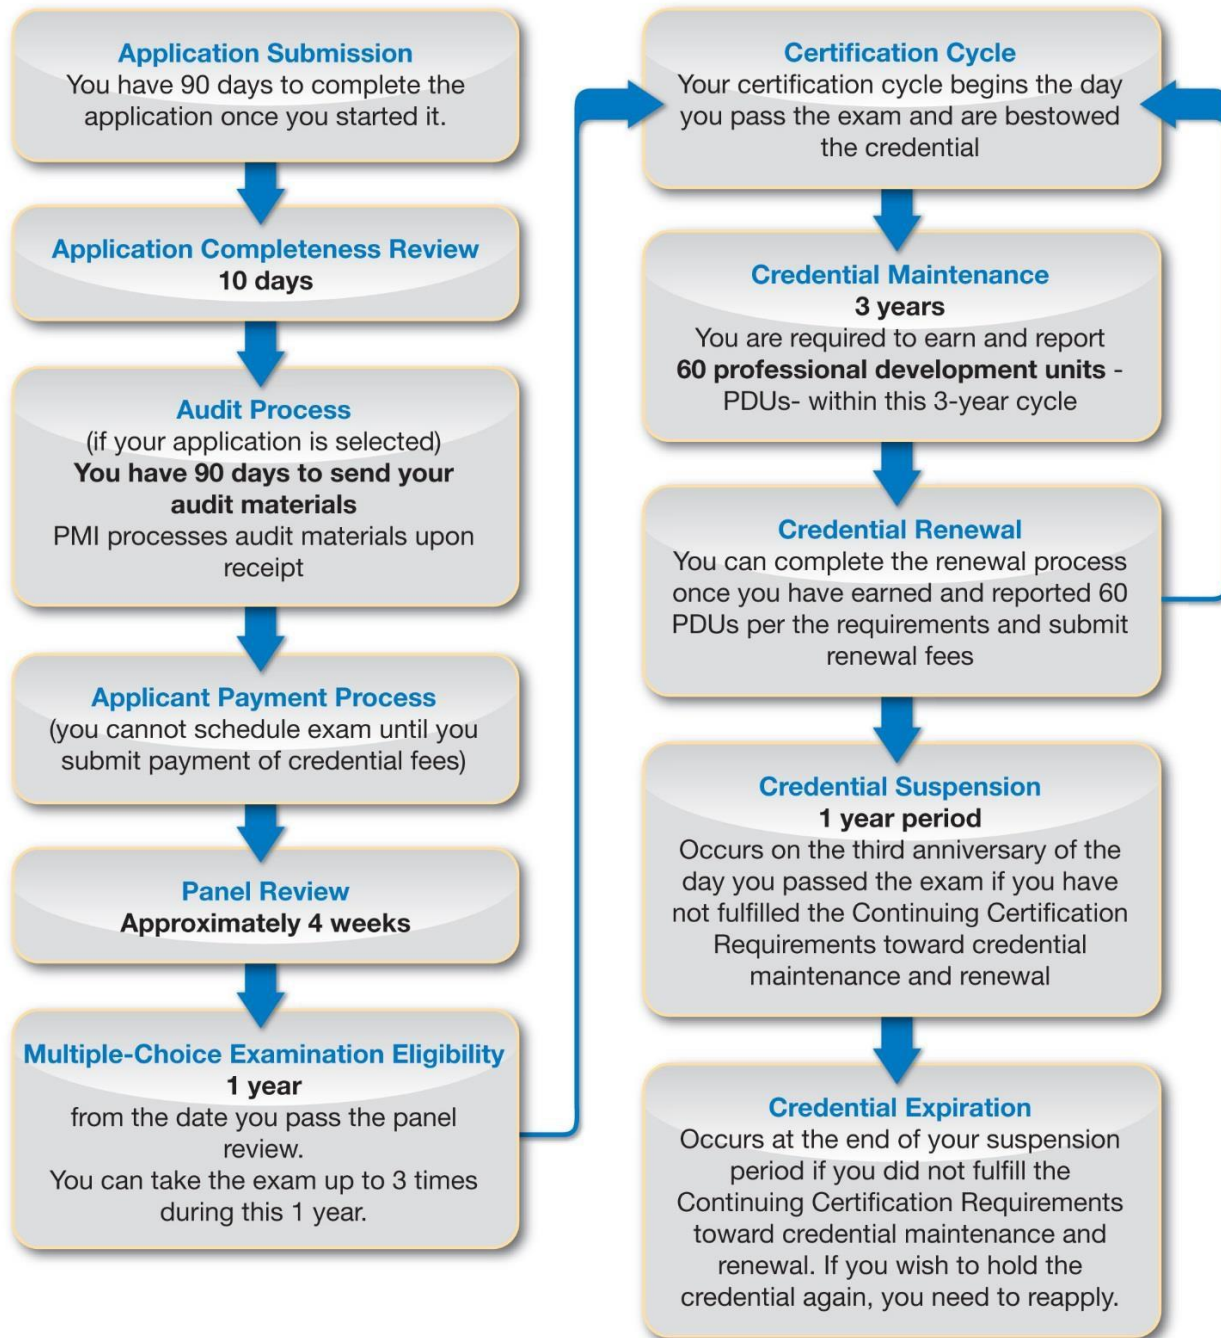 Application Submission
You have 90 days to complete the
application once you started it.
Application Completeness Review
10 days
Audit Process
(if your application is selected)
You have 90 days to send your
audit materials
PMI processes audit materials upon
receipt
Applicant Payment Process
(you cannot schedule exam until you
submit payment of credential fees)
Panel Review
Approximately 4 weeks
Multiple-Choice Examination Eligibility
1 year
from the date you pass the panel
review.
You can take the exam up to 3 times
during this 1 year.
Certification Cycle
Your certification cycle begins the day
you pass the exam and are bestowed
the credential
Credential Maintenance
3 years
You are required to earn and report
60 professional development units -
PDUs- within this 3-year cycle
Credential Renewal
You can complete the renewal process
once you have earned and reported 60
PDUs per the requirements and submit
renewal fees
Credential Suspension
1 year period
Occurs on the third anniversary of the
day you passed the exam if you have
not fulfilled the Continuing Certification
Requirements toward credential
maintenance and renewal
Credential Expiration
Occurs at the end of your suspension
period if you did not fulfill the
Continuing Certification Requirements
toward credential maintenance and
renewal. If you wish to hold the
credential again, you need to reapply.